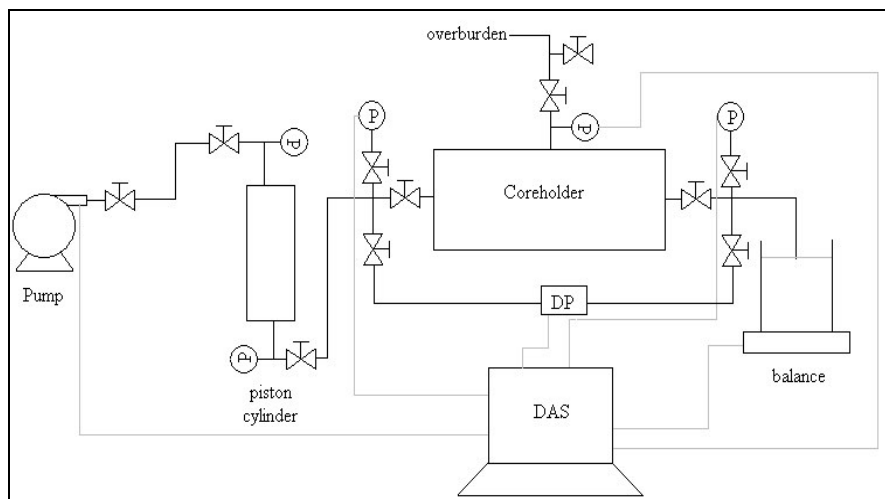 overburden
P
P
P
P
Coreholder
Pump
DP
P
piston
cylinder
balance
DAS